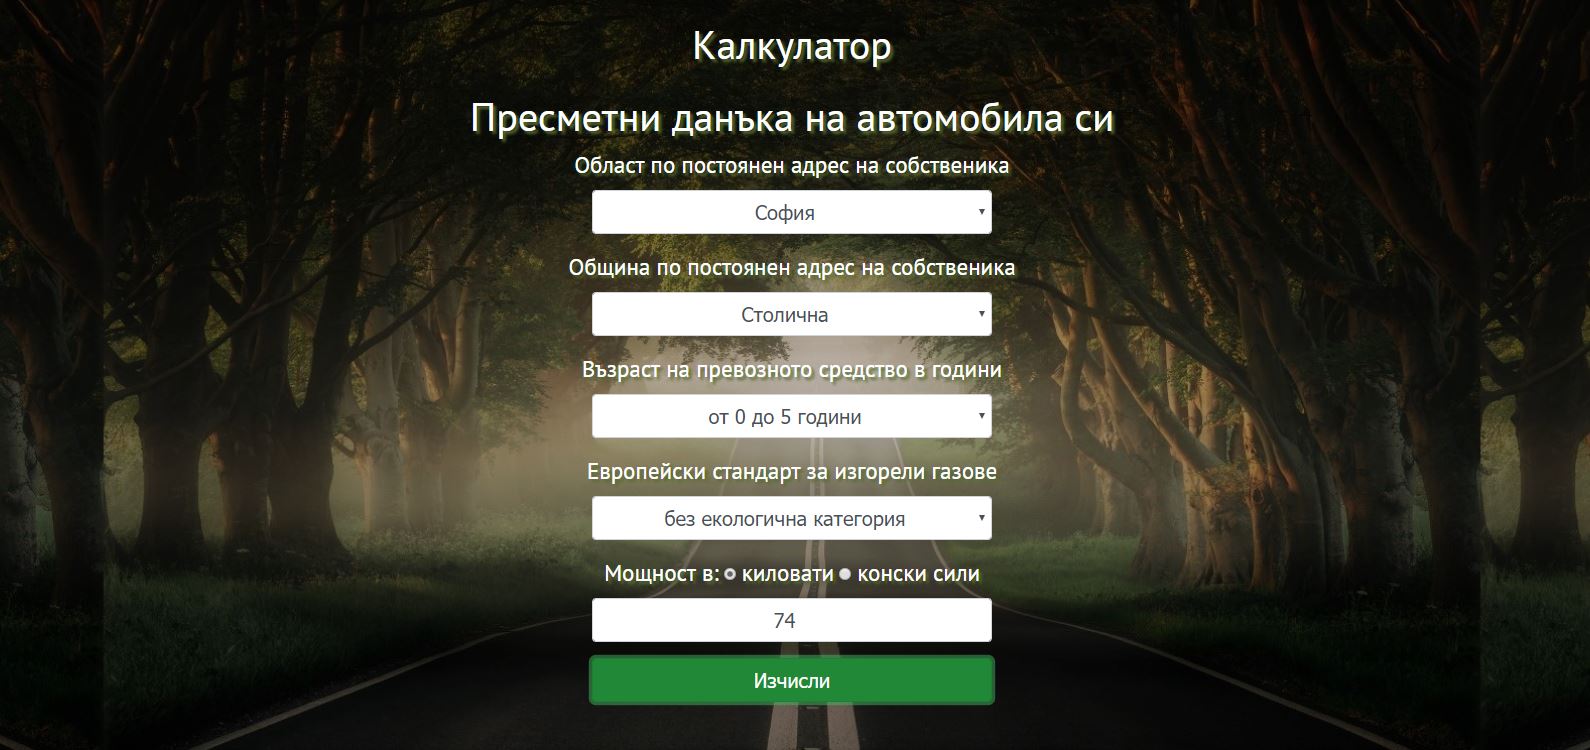 Калкулатор
Пресметни данъка на автомобила си
Област по постоянен адрес на собственика
София
Община по постоянен адрес на собственика
Столична
Възраст на превозното средство в години
от 0 до 5 години
Европейски стандарт за изгорели газове
без екологична категория
Мощност в: киловати конски сили
74
Изчисли